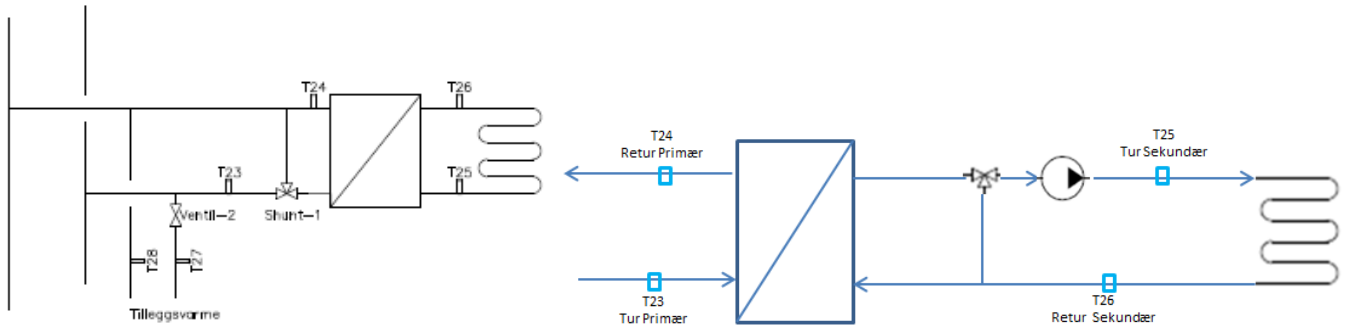 T24
T26
T23
T25
Ventil-2
Shunt-1
T28
T27
Tilleggsvarme
T24
Retur Primær
T25
Tur Sekundær
T23
Tur Primær
T26
Retur Sekundær